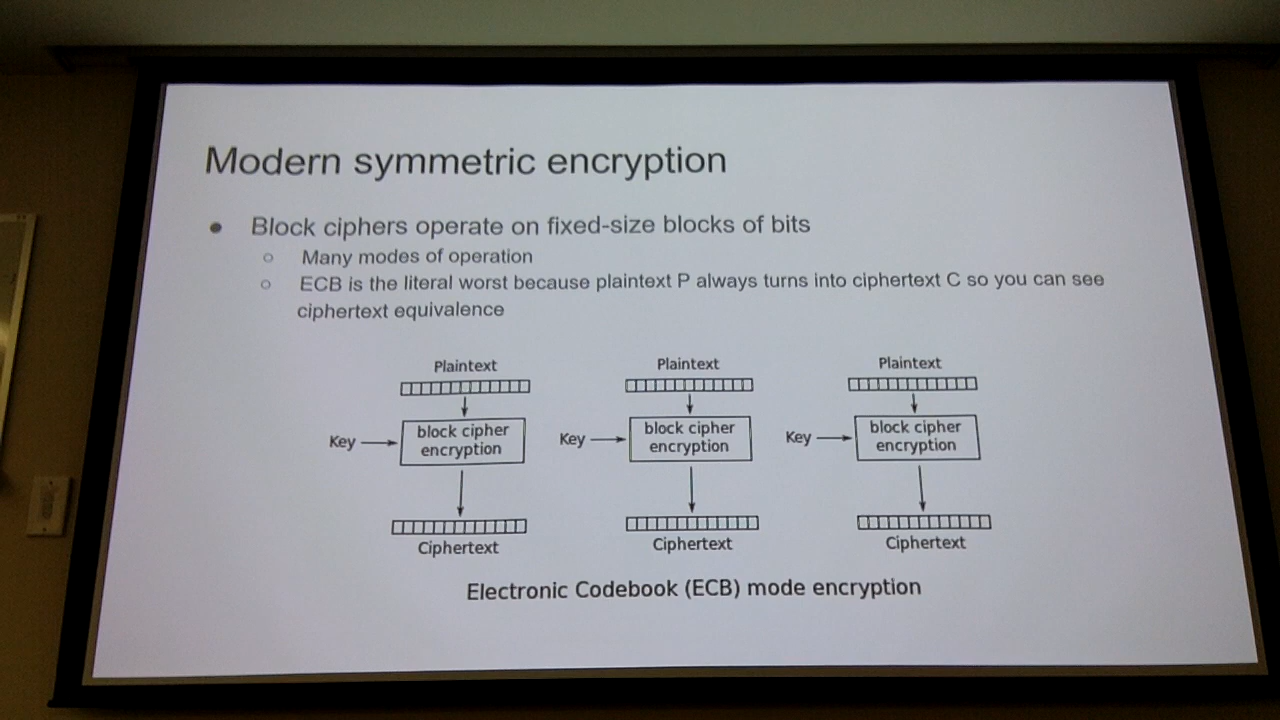 Modern symmetric encryption
● Block ciphers operate on fixed-size blocks of bits
○ Many modes of operation
○ ECB is the literal worst because plaintext P always turns into ciphertext C so you can see
ciphertext equivalence
Plaintext Plaintext Plaintext
Key block cipher encryption Key block cipher encryption Key block cipher encryption
Ciphertext Ciphertext Ciphertext
Electronic Codebook (ECB) mode encryption